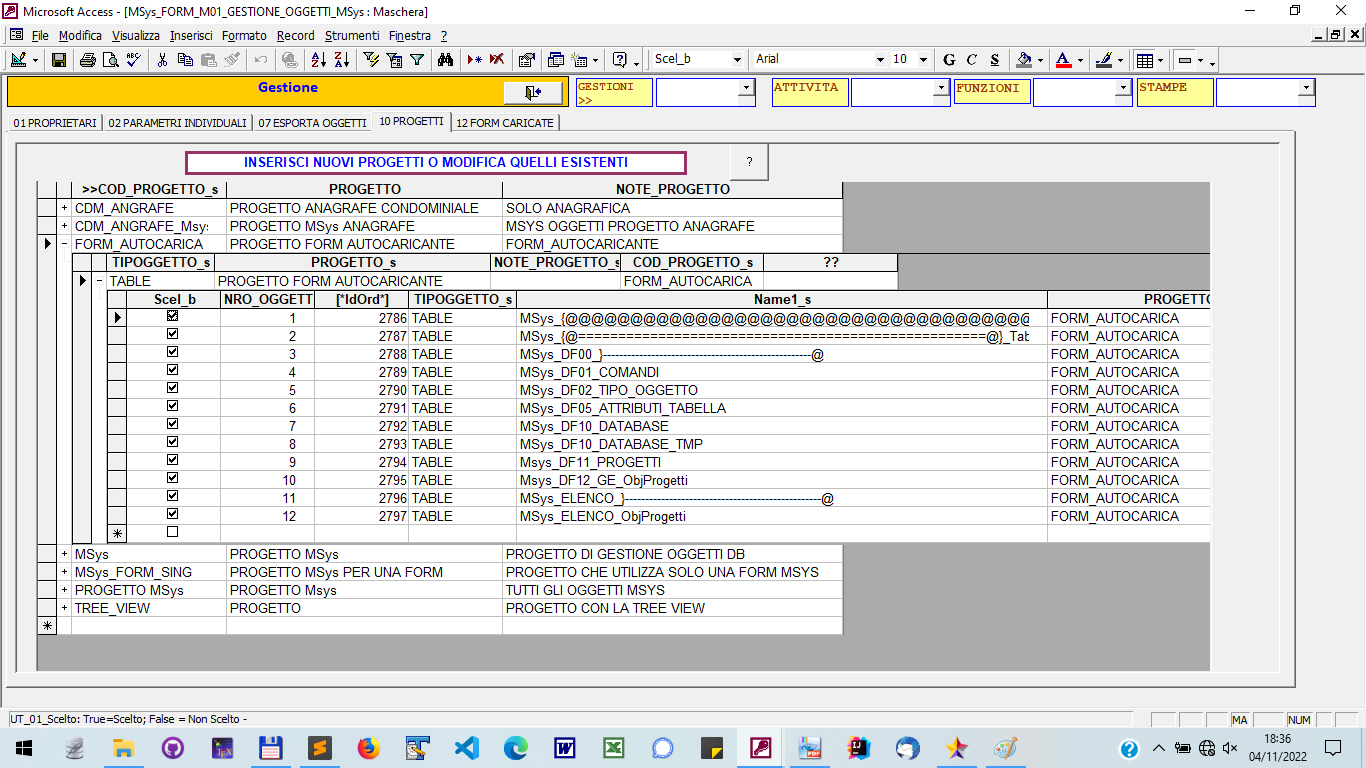 Microsoft Access - [MSys_FORM_M01_GESTIONE_OGGETTI_MSys : Maschera]
File Modifica Visualizza Inserisci Formato Record Strumenti Finestra ?
Scel_b Arial 10 G C S
Gestione GESTIONI >> ATTIVITA FUNZIONI STAMPE
01 PROPRIETARI 02 PARAMETRI INDIVIDUALI 07 ESPORTA OGGETTI 10 PROGETTI 12 FORM CARICATE
INSERISCI NUOVI PROGETTI O MODIFICA QUELLI ESISTENTI ?
>>COD_PROGETTO_s PROGETTO NOTE_PROGETTO
+ CDM_ANGRAFE PROGETTO ANAGRAFE CONDOMINIALE SOLO ANAGRAFICA
+ CDM_ANGRAFE_Msys PROGETTO MSys ANAGRAFE MSYS OGGETTI PROGETTO ANAGRAFE
- FORM_AUTOCARICA PROGETTO FORM AUTOCARICANTE FORM_AUTOCARICANTE
TIPOGGETTO_s PROGETTO_s NOTE_PROGETTO_s COD_PROGETTO_s ??
- TABLE PROGETTO FORM AUTOCARICANTE FORM_AUTOCARICA
Scel_b NRO_OGGETT [*IdOrd*] TIPOGGETTO_s Name1_s PROGETTO
1 2786 TABLE MSys_{@@@@@@@@@@@@@@@@@@@@@@@@@@@@@@@@@@@@ FORM_AUTOCARICA
2 2787 TABLE MSys_{@==================================================@}_Tab FORM_AUTOCARICA
3 2788 TABLE MSys_DF00_}----------------------------------------------------@ FORM_AUTOCARICA
4 2789 TABLE MSys_DF01_COMANDI FORM_AUTOCARICA
5 2790 TABLE MSys_DF02_TIPO_OGGETTO FORM_AUTOCARICA
6 2791 TABLE MSys_DF05_ATTRIBUTI_TABELLA FORM_AUTOCARICA
7 2792 TABLE MSys_DF10_DATABASE FORM_AUTOCARICA
8 2793 TABLE MSys_DF10_DATABASE_TMP FORM_AUTOCARICA
9 2794 TABLE Msys_DF11_PROGETTI FORM_AUTOCARICA
10 2795 TABLE Msys_DF12_GE_ObjProgetti FORM_AUTOCARICA
11 2796 TABLE MSys_ELENCO_}-------------------------------------------------@ FORM_AUTOCARICA
12 2797 TABLE MSys_ELENCO_ObjProgetti FORM_AUTOCARICA
+ MSys PROGETTO MSys PROGETTO DI GESTIONE OGGETTI DB
+ MSys_FORM_SING PROGETTO MSys PER UNA FORM PROGETTO CHE UTILIZZA SOLO UNA FORM MSYS
+ PROGETTO MSys PROGETTO Msys TUTTI GLI OGGETTI MSYS
+ TREE_VIEW PROGETTO PROGETTO CON LA TREE VIEW
UT_01_Scelto: True=Scelto; False = Non Scelto - MA NUM
18:36
04/11/2022